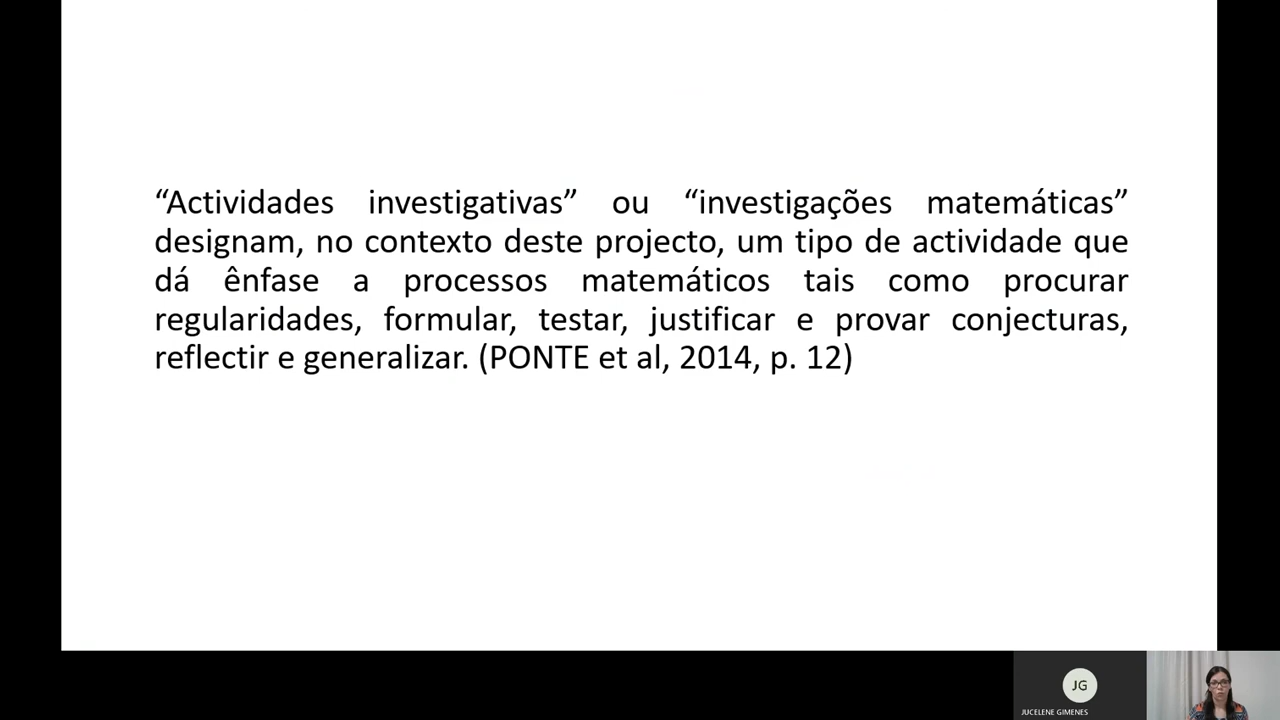 “Actividades investigativas” ou “investigações matemáticas”
designam, no contexto deste projecto, um tipo de actividade que
dá ênfase a processos matemáticos tais como procurar
regularidades, formular, testar, justificar e provar conjecturas,
reflectir e generalizar. (PONTE et al, 2014, p. 12)
JG
JUCELENE GIMENES